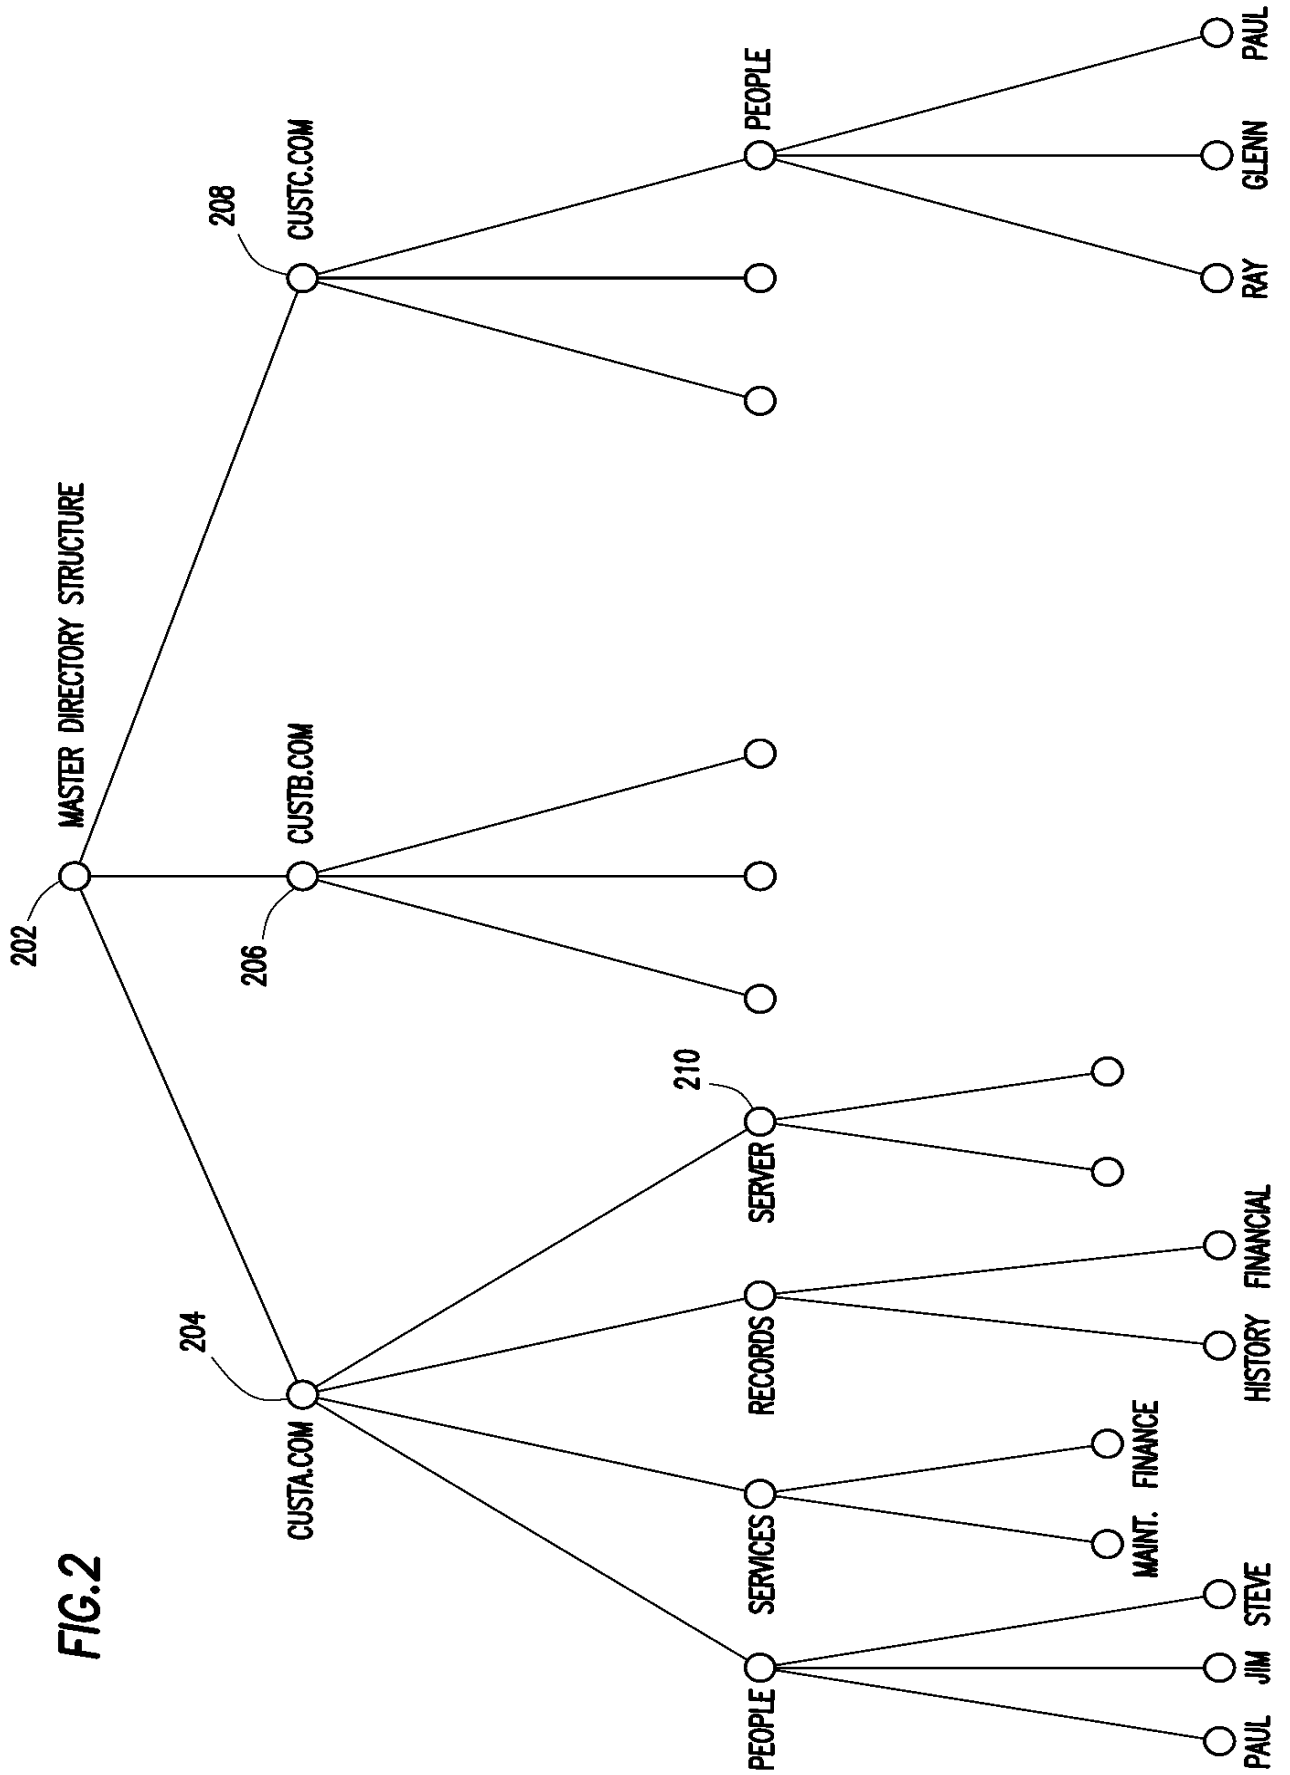 FIG.2
202
MASTER DIRECTORY STRUCTURE
204
CUSTA.COM
206
CUSTB.COM
208
CUSTC.COM
210
PEOPLE
SERVICES
RECORDS
SERVER
PEOPLE
MAINT.
FINANCE
PAUL
JIM
STEVE
HISTORY
FINANCIAL
RAY
GLENN
PAUL